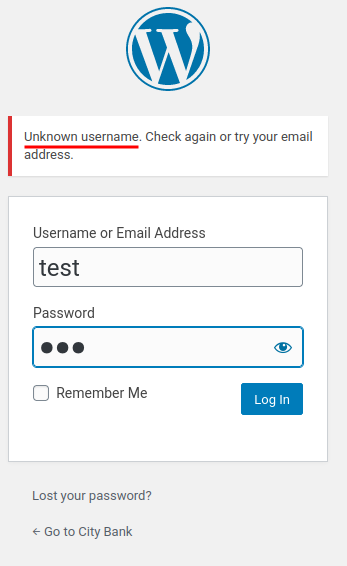 Unknown username. Check again or try your email
address.
Username or Email Address
test
Password
Remember Me
Log In
Lost your password?
← Go to City Bank